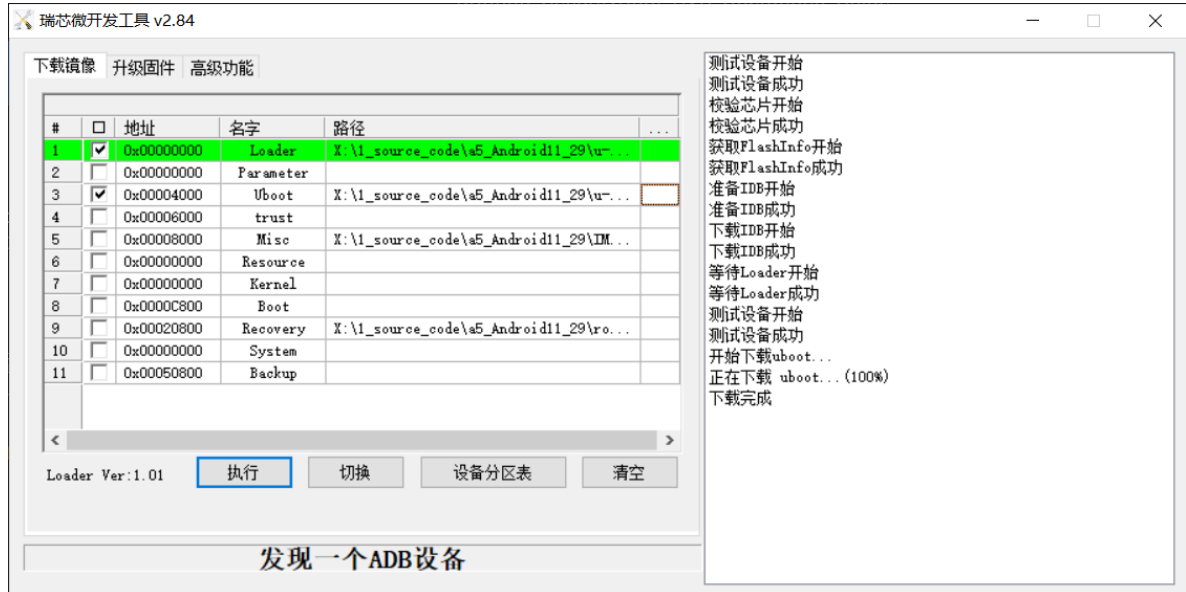 瑞芯微开发工具 v2.84
下载镜像 升级固件 高级功能
# 地址 名字 路径 ...
1 0x00000000 Loader X:\1_source_code\a5_Android11_29\u-...
2 0x00000000 Parameter
3 0x00004000 Uboot X:\1_source_code\a5_Android11_29\u-...
4 0x00006000 trust
5 0x00008000 Misc X:\1_source_code\a5_Android11_29\IM...
6 0x00000000 Resource
7 0x00000000 Kernel
8 0x0000C800 Boot
9 0x00020800 Recovery X:\1_source_code\a5_Android11_29\ro...
10 0x00000000 System
11 0x00050800 Backup
Loader Ver:1.01 执行 切换 设备分区表 清空
发现一个ADB设备
测试设备开始
测试设备成功
校验芯片开始
校验芯片成功
获取FlashInfo开始
获取FlashInfo成功
准备IDB开始
准备IDB成功
下载IDB开始
下载IDB成功
等待Loader开始
等待Loader成功
测试设备开始
测试设备成功
开始下载uboot...
正在下载 uboot...(100%)
下载完成